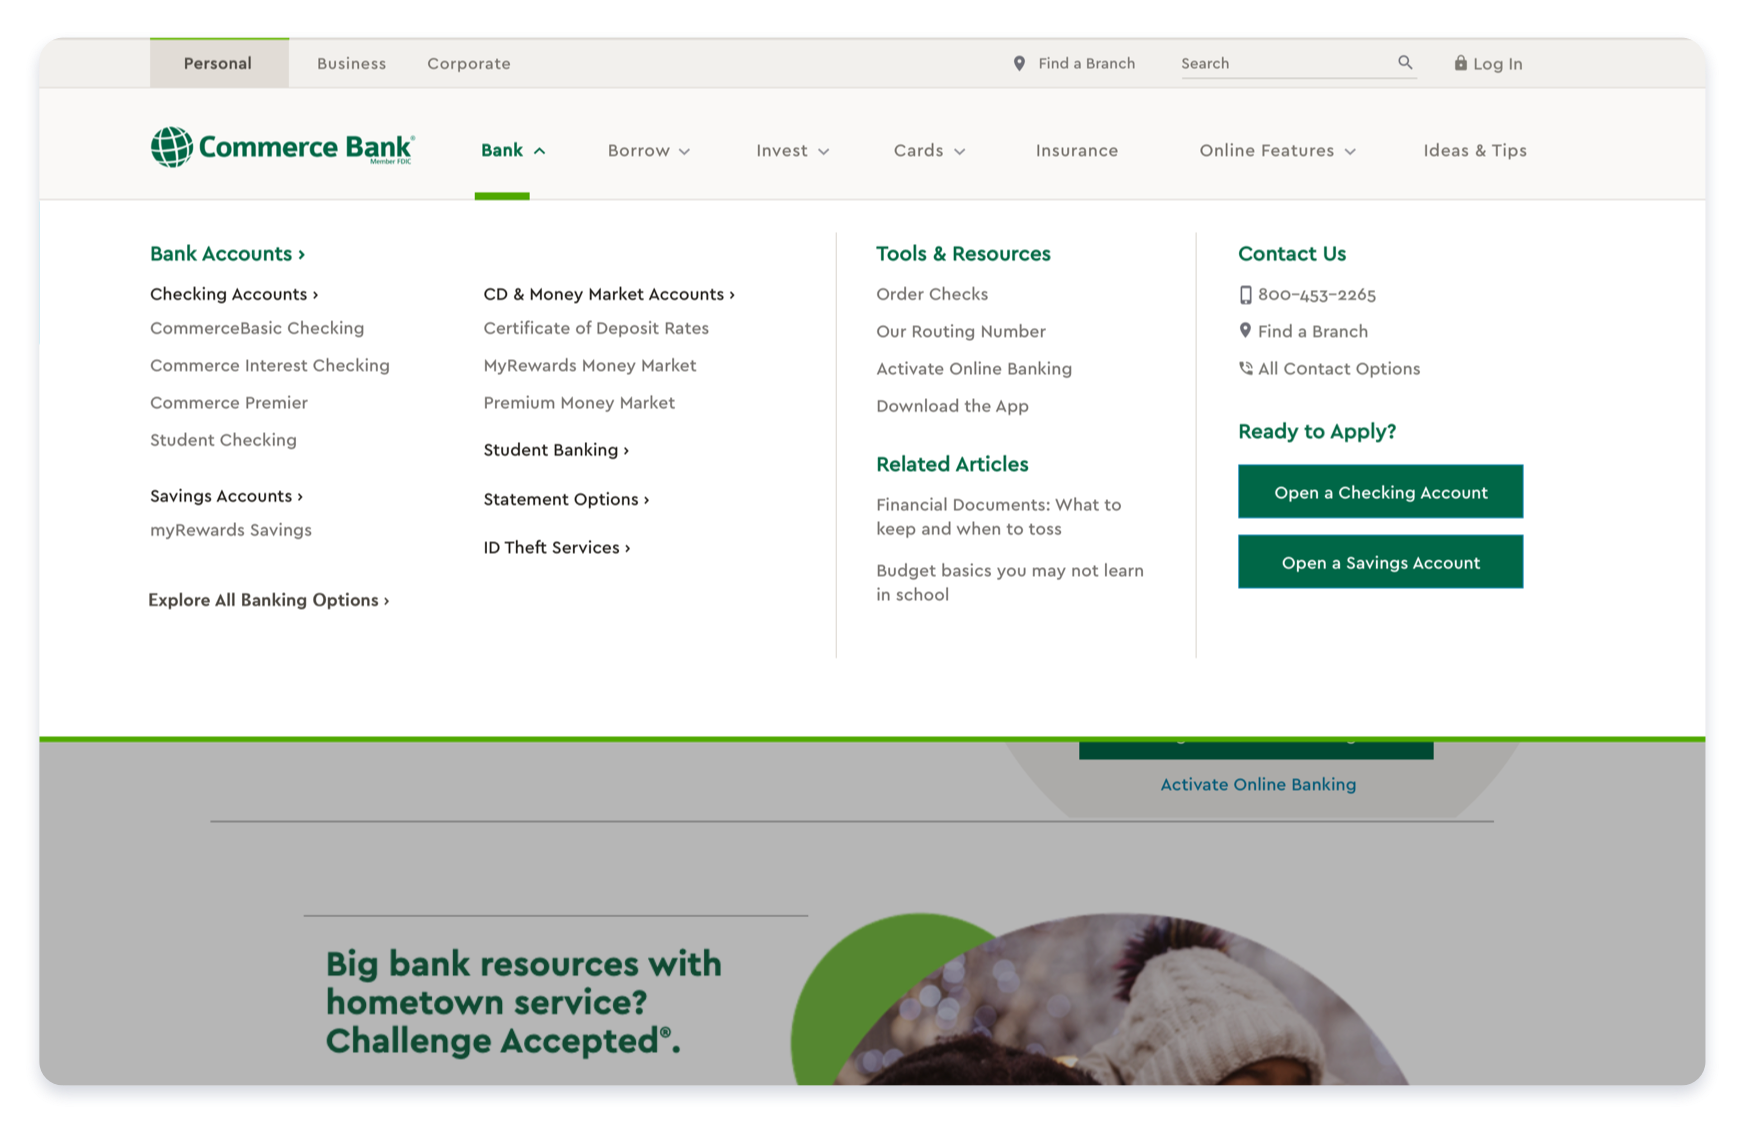 Personal
Business
Corporate
Find a Branch
Search
Log In
Commerce Bank®
Member FDIC
Bank
Borrow
Invest
Cards
Insurance
Online Features
Ideas & Tips
Bank Accounts ›
Checking Accounts ›
CommerceBasic Checking
Commerce Interest Checking
Commerce Premier
Student Checking
Savings Accounts ›
myRewards Savings
Explore All Banking Options ›
CD & Money Market Accounts ›
Certificate of Deposit Rates
MyRewards Money Market
Premium Money Market
Student Banking ›
Statement Options ›
ID Theft Services ›
Tools & Resources
Order Checks
Our Routing Number
Activate Online Banking
Download the App
Related Articles
Financial Documents: What to
keep and when to toss
Budget basics you may not learn
in school
Contact Us
800-453-2265
Find a Branch
All Contact Options
Ready to Apply?
Open a Checking Account
Open a Savings Account
Activate Online Banking
Big bank resources with
hometown service?
Challenge Accepted®.